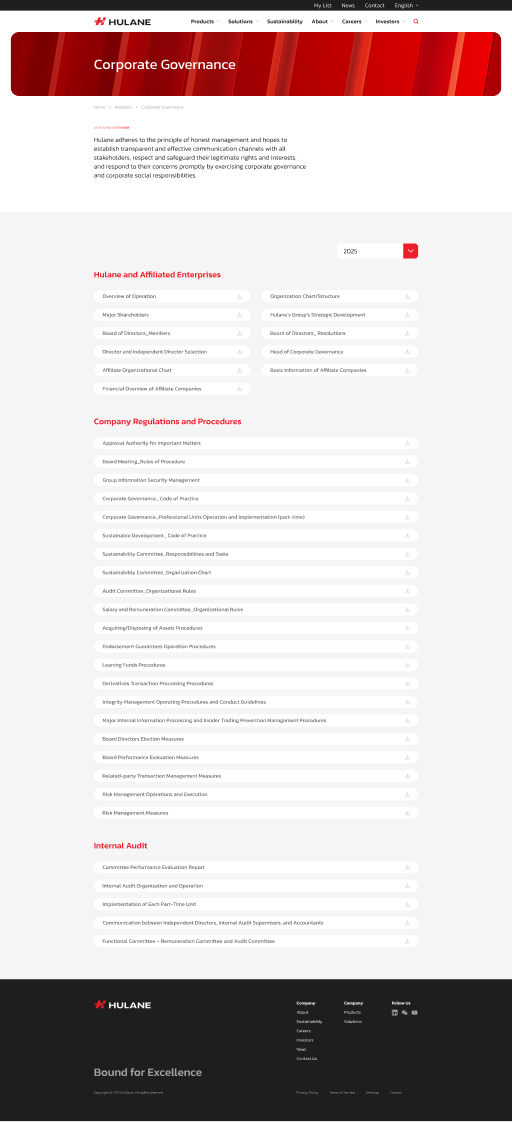 My List News Contact English
HULANE Products Solutions Sustainability About Careers Investors
Corporate Governance
Home Investors Corporate Governance
Hulane adheres to the principle of honest management and hopes to
establish transparent and effective communication channels with all
stakeholders, respect and safeguard their legitimate rights and interests,
and respond to their concerns promptly by exercising corporate governance
and corporate social responsibilities.
2025
Hulane and Affiliated Enterprises
Overview of Operation
Organization Chart/Structure
Major Shareholders
Hulane's Group's Strategic Development
Board of Directors_Members
Board of Directors_ Resolutions
Director and Independent Director Selection
Head of Corporate Governance
Affiliate Organizational Chart
Basic Information of Affiliate Companies
Financial Overview of Affiliate Companies
Company Regulations and Procedures
Approval Authority for Important Matters
Board Meeting_Rules of Procedure
Group Information Security Management
Corporate Governance_ Code of Practice
Corporate Governance_Professional Units Operation and Implementation (part-time)
Sustainable Development_ Code of Practice
Sustainability Committee_Responsibilities and Tasks
Sustainability Committee_Organization Chart
Audit Committee_Organizational Rules
Salary and Remuneration Committee_Organizational Rules
Acquiring/Disposing of Assets Procedures
Endorsement Guarantees Operation Procedures
Loaning Funds Procedures
Derivatives Transaction Processing Procedures
Integrity Management Operating Procedures and Conduct Guidelines
Major Internal Information Processing and Insider Trading Prevention Management Procedures
Board Directors Election Measures
Board Performance Evaluation Measures
Related-party Transaction Management Measures
Risk Management Operations and Execution
Risk Management Measures
Internal Audit
Committee Performance Evaluation Report
Internal Audit Organization and Operation
Implementation of Each Part-Time Unit
Communication between Independent Directors, Internal Audit Supervisors, and Accountants
Functional Committee – Remuneration Committee and Audit Committee
HULANE
Company
About
Sustainability
Careers
Investors
News
Contact Us
Company
Products
Solutions
Follow Us
Bound for Excellence
Copyright © Hulane. All rights reserved.
Privacy Policy Terms of Service Sitemap Cookies